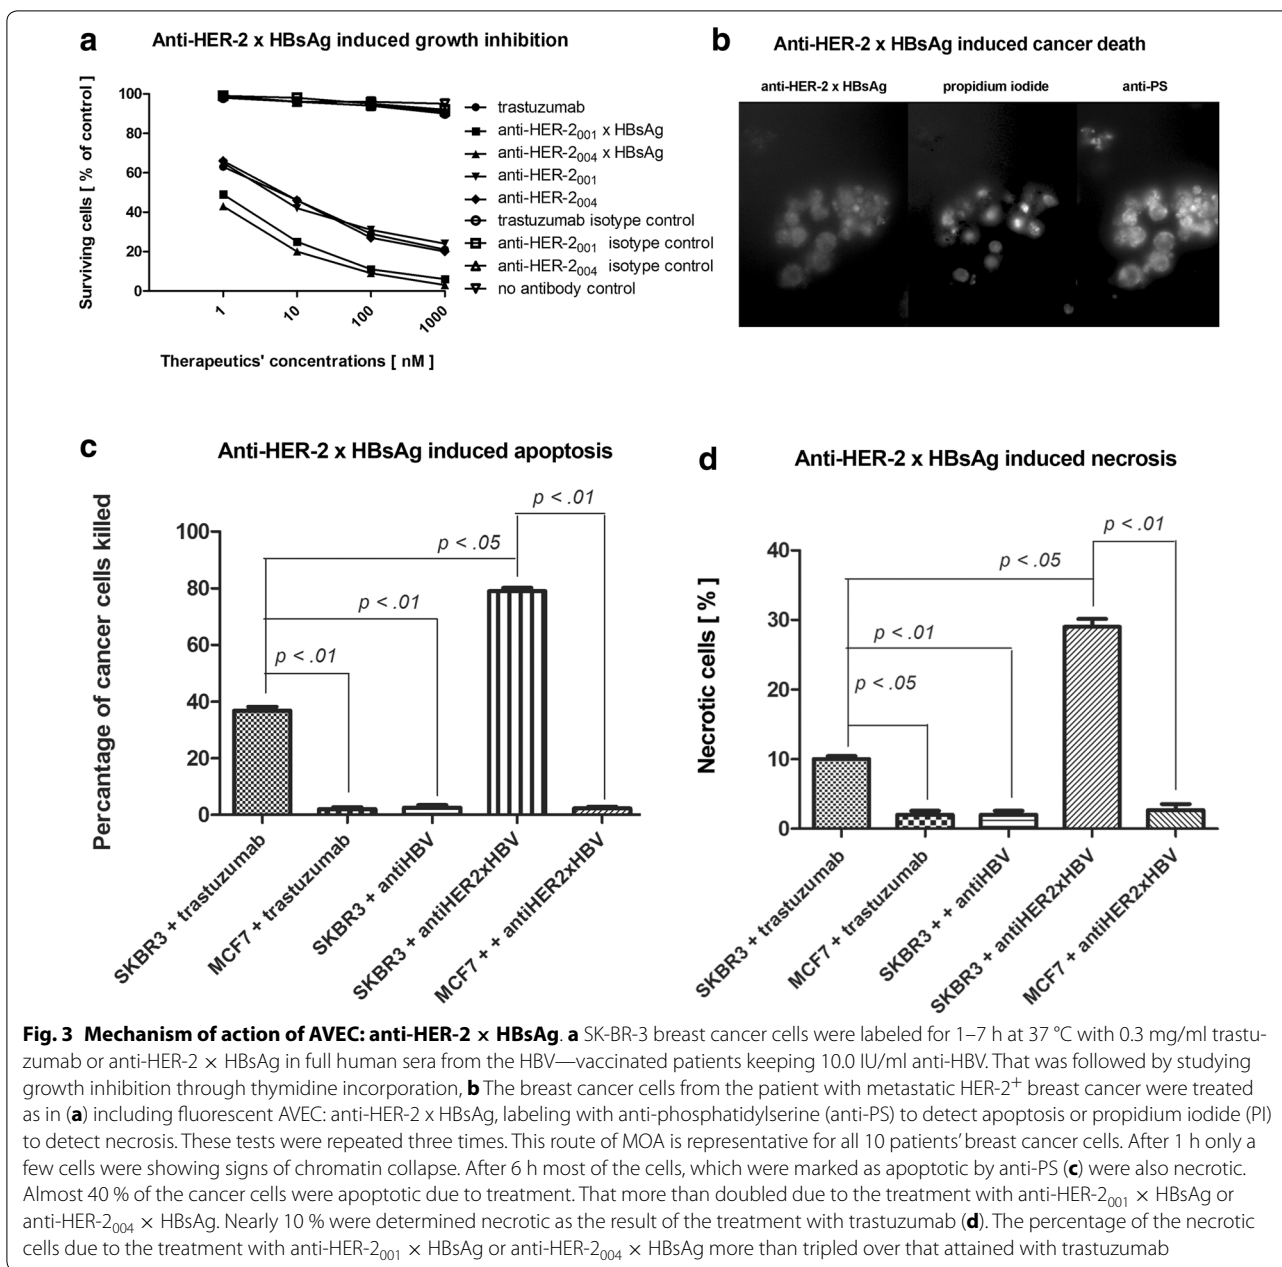 a
Anti-HER-2 x HBsAg induced growth inhibition
Surviving cells [ % of control]
100
80
60
40
20
0
1
10
100
1000
Therapeutics' concentrations [ nM ]
trastuzumab
anti-HER-2001 x HBsAg
anti-HER-2004 x HBsAg
anti-HER-2001
anti-HER-2004
trastuzumab isotype control
anti-HER-2001 isotype control
anti-HER-2004 isotype control
no antibody control
b
Anti-HER-2 x HBsAg induced cancer death
anti-HER-2 x HBsAg propidium iodide anti-PS
c
Anti-HER-2 x HBsAg induced apoptosis
Percantage of cancer cells killed
100
80
60
40
20
0
p < .01
p < .05
p < .01
p < .01
SKBR3 + trastuzumab
MCF7 + trastuzumab
SKBR3 + antiHBV
SKBR3 + antiHER2xHBV
MCF7 + + antiHER2xHBV
d
Anti-HER-2 x HBsAg induced necrosis
Necrotic cells [ % ]
40
30
20
10
0
p < .01
p < .05
p < .01
p < .05
SKBR3 + trastuzumab
MCF7 + trastuzumab
SKBR3 + + antiHBV
SKBR3 + antiHER2xHBV
MCF7 + antiHER2xHBV
Fig. 3 Mechanism of action of AVEC: anti-HER-2 × HBsAg. a SK-BR-3 breast cancer cells were labeled for 1–7 h at 37 °C with 0.3 mg/ml trastu-
zumab or anti-HER-2 × HBsAg in full human sera from the HBV—vaccinated patients keeping 10.0 IU/ml anti-HBV. That was followed by studying
growth inhibition through thymidine incorporation, b The breast cancer cells from the patient with metastatic HER-2+ breast cancer were treated
as in (a) including fluorescent AVEC: anti-HER-2 x HBsAg, labeling with anti-phosphatidylserine (anti-PS) to detect apoptosis or propidium iodide (PI)
to detect necrosis. These tests were repeated three times. This route of MOA is representative for all 10 patients' breast cancer cells. After 1 h only a
few cells were showing signs of chromatin collapse. After 6 h most of the cells, which were marked as apoptotic by anti-PS (c) were also necrotic.
Almost 40 % of the cancer cells were apoptotic due to treatment. That more than doubled due to the treatment with anti-HER-2001 × HBsAg or
anti-HER-2004 × HBsAg. Nearly 10 % were determined necrotic as the result of the treatment with trastuzumab (d). The percentage of the necrotic
cells due to the treatment with anti-HER-2001 × HBsAg or anti-HER-2004 × HBsAg more than tripled over that attained with trastuzumab